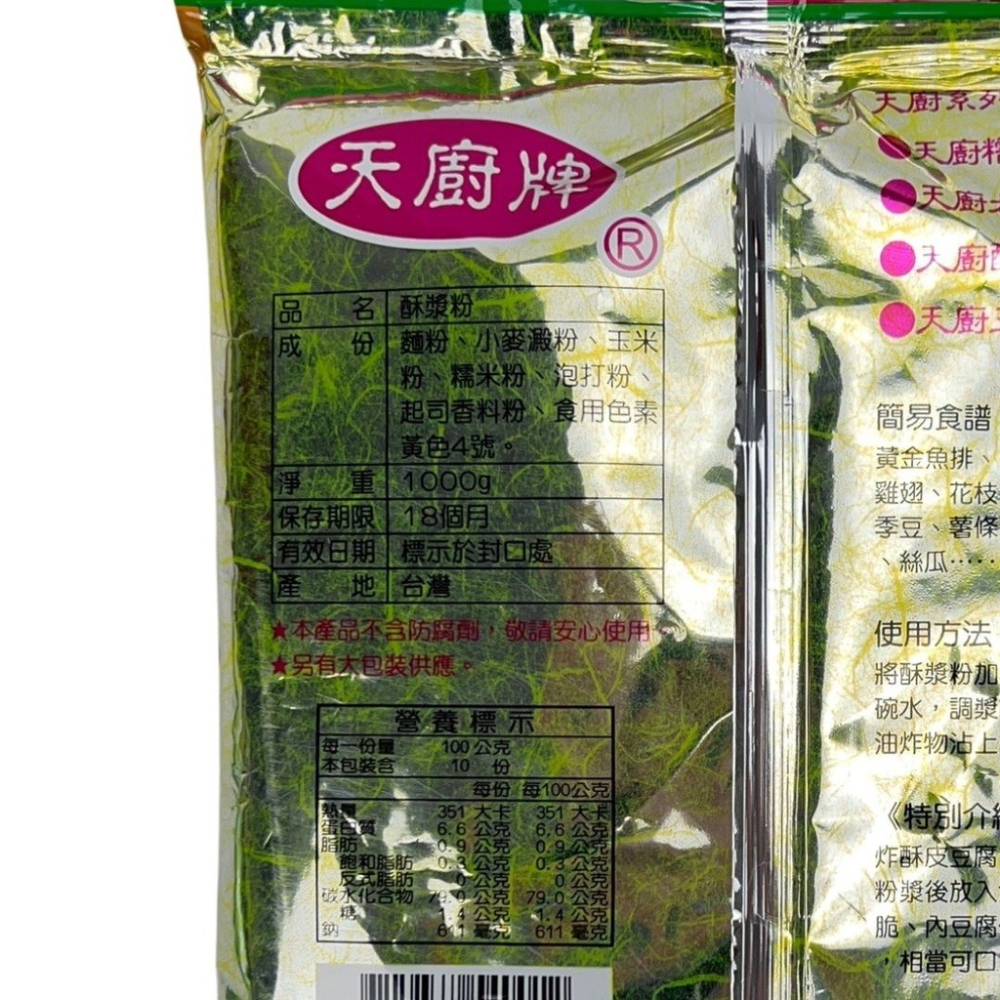 天廚牌
®
品名 酥漿粉
成份 麵粉、小麥澱粉、玉米
粉、糯米粉、泡打粉、
起司香料粉、食用色素
黃色4號。
淨重 1000g
保存期限 18個月
有效日期 標示於封口處
產地 台灣
★本產品不含防腐劑，敬請安心使用。
★另有大包裝供應。
營養標示
每一份量 100 公克
本包裝含 10 份
每份 每100公克
熱量 351 大卡 351 大卡
蛋白質 6.6 公克 6.6 公克
脂肪 0.9 公克 0.9 公克
飽和脂肪 0.3 公克 0.3 公克
反式脂肪 0 公克 0 公克
碳水化合物 79.0 公克 79.0 公克
糖 1.4 公克 1.4 公克
鈉 611 毫克 611 毫克
天廚系列
●天廚
●天廚
●天廚
●天廚
簡易食譜
黃金魚排、
雞翅、花枝
季豆、薯條
、絲瓜⋯⋯
使用方法
將酥漿粉加
碗水，調漿
油炸物沾上
《特別介紹
炸酥皮豆腐
粉漿後放入
脆、內豆腐
，相當可口